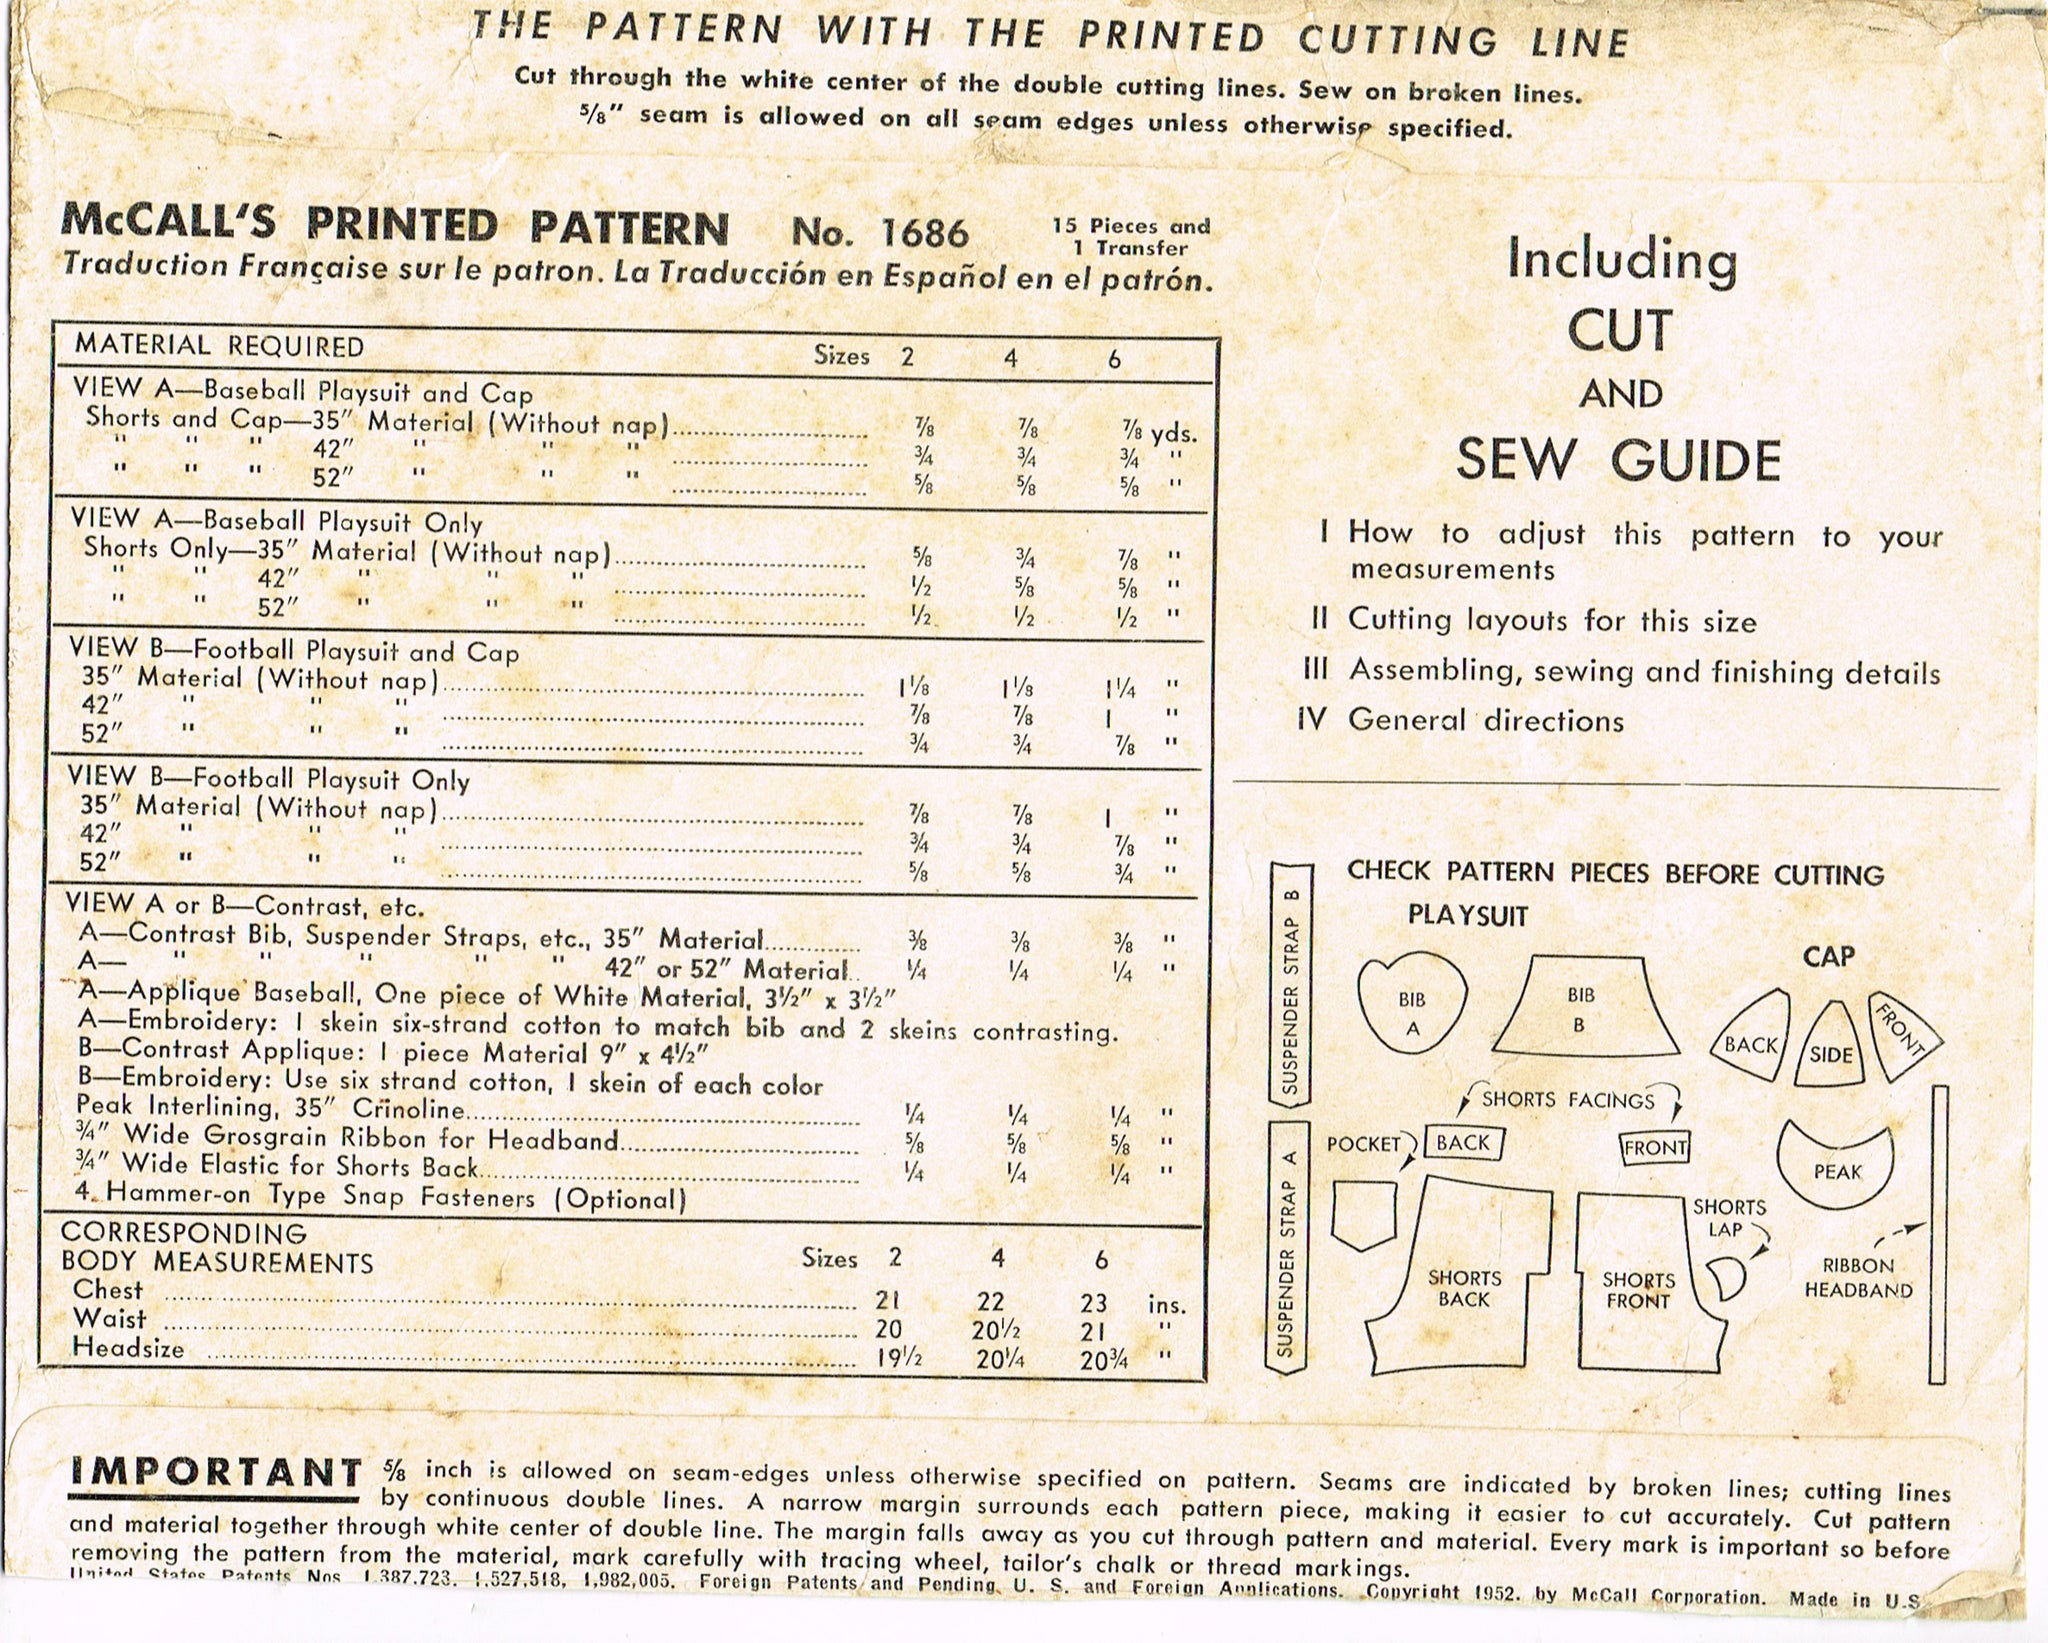 THE PATTERN WITH THE PRINTED CUTTING LINE
Cut through the white center of the double cutting lines. Sew on broken lines.
5/8" seam is allowed on all seam edges unless otherwise specified.
McCALL'S PRINTED PATTERN No. 1686 15 Pieces and
1 Transfer
Traduction Française sur le patron. La Traducción en Español en el patrón.
MATERIAL REQUIRED Sizes 2 4 6
VIEW A—Baseball Playsuit and Cap
Shorts and Cap—35" Material (Without nap) 7/8 7/8 7/8 yds.
" " " 42" " " " 3/4 3/4 3/4 "
" " " 52" " " " 5/8 5/8 5/8 "
VIEW A—Baseball Playsuit Only
Shorts Only—35" Material (Without nap) 5/8 3/4 7/8 "
" " 42" " " " 1/2 5/8 5/8 "
" " 52" " " " 1/2 1/2 1/2 "
VIEW B—Football Playsuit and Cap
35" Material (Without nap) 1 1/8 1 1/8 1 1/4 "
42" " " " 7/8 7/8 1 "
52" " " " 3/4 3/4 7/8 "
VIEW B—Football Playsuit Only
35" Material (Without nap) 7/8 7/8 1 "
42" " " " 3/4 3/4 7/8 "
52" " " " 5/8 5/8 3/4 "
VIEW A or B—Contrast, etc.
A—Contrast Bib, Suspender Straps, etc., 35" Material 3/8 3/8 3/8 "
A— " " " " " 42" or 52" Material 1/4 1/4 1/4 "
A—Applique Baseball, One piece of White Material, 3 1/2" x 3 1/2"
A—Embroidery: 1 skein six-strand cotton to match bib and 2 skeins contrasting.
B—Contrast Applique: 1 piece Material 9" x 4 1/2"
B—Embroidery: Use six strand cotton, 1 skein of each color
Peak Interlining, 35" Crinoline 1/4 1/4 1/4 "
3/4" Wide Grosgrain Ribbon for Headband 5/8 5/8 5/8 "
3/4" Wide Elastic for Shorts Back 1/4 1/4 1/4 "
4 Hammer-on Type Snap Fasteners (Optional)
CORRESPONDING
BODY MEASUREMENTS Sizes 2 4 6
Chest 21 22 23 ins.
Waist 20 20 1/2 21 "
Headsize 19 1/2 20 1/4 20 3/4 "
Including
CUT
AND
SEW GUIDE
I How to adjust this pattern to your
measurements
II Cutting layouts for this size
III Assembling, sewing and finishing details
IV General directions
CHECK PATTERN PIECES BEFORE CUTTING
PLAYSUIT
CAP
SUSPENDER STRAP B
BIB
A
BIB
B
BACK
SIDE
FRONT
SHORTS FACINGS
POCKET
BACK
FRONT
PEAK
SUSPENDER STRAP A
SHORTS
BACK
SHORTS
FRONT
SHORTS
LAP
RIBBON
HEADBAND
IMPORTANT 5/8 inch is allowed on seam-edges unless otherwise specified on pattern. Seams are indicated by broken lines; cutting lines
by continuous double lines. A narrow margin surrounds each pattern piece, making it easier to cut accurately. Cut pattern
and material together through white center of double line. The margin falls away as you cut through pattern and material. Every mark is important so before
removing the pattern from the material, mark carefully with tracing wheel, tailor's chalk or thread markings.
United States Patents Nos 1,387,723, 1,527,518, 1,982,005. Foreign Patents and Pending U. S. and Foreign Applications. Copyright 1952. by McCall Corporation. Made in U.S